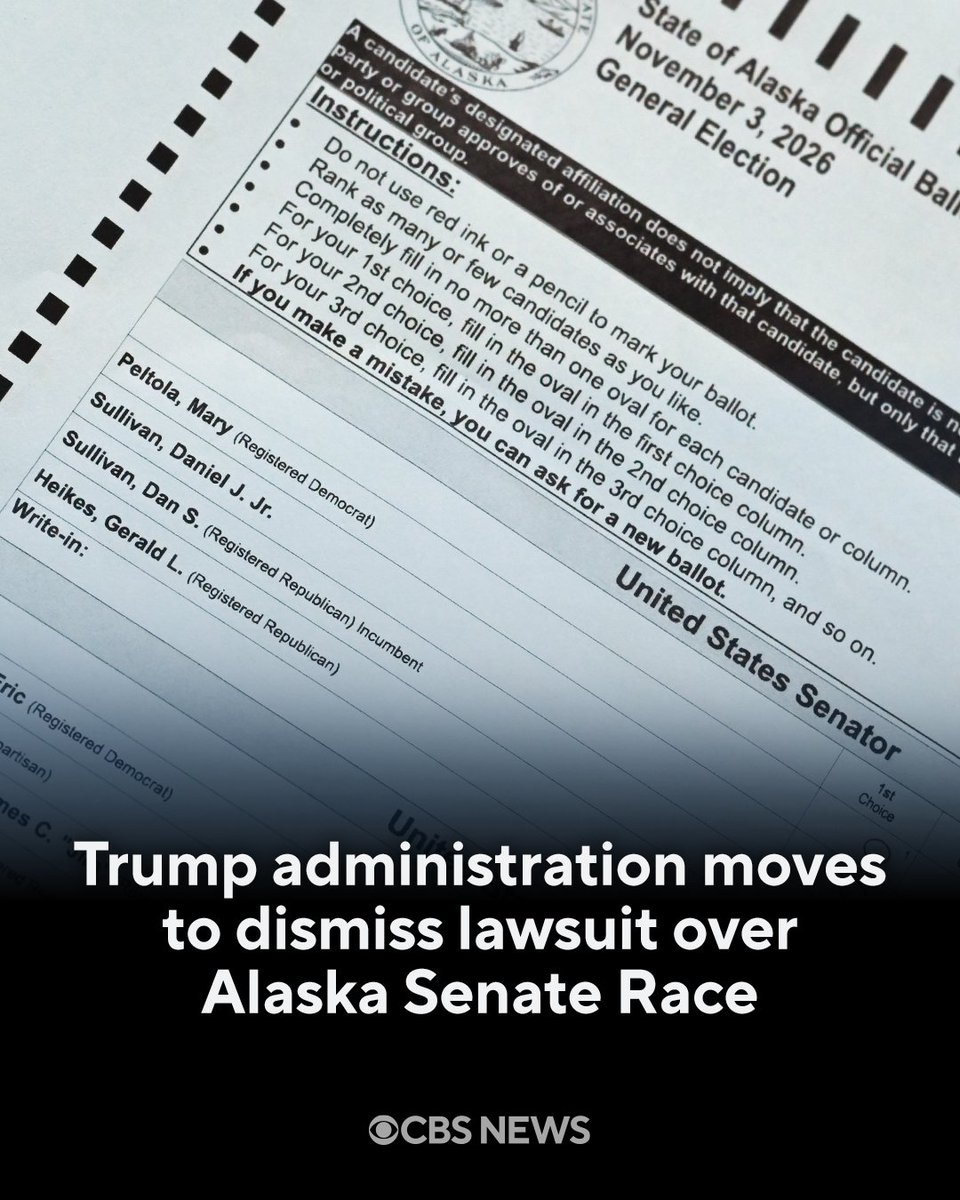 OF ALASKA
STATE
State of Alaska Official
November 3, 2026
General Election
A candidate's designated affiliation does not imply that the candidate is
party or group approves of or associates with that candidate, but only that
or political group.
Instructions:
• Do not use red ink or a pencil to mark your ballot.
• Rank as many or few candidates as you like.
• Completely fill in no more than one oval for each candidate or column.
• For your 1st choice, fill in the oval in the first choice column.
• For your 2nd choice, fill in the oval in the 2nd choice column.
• For your 3rd choice, fill in the oval in the 3rd choice column, and so on.
If you make a mistake, you can ask for a new ballot.
United States Senator
1st
Choice
Peltola, Mary (Registered Democrat)
Sullivan, Daniel J. Jr.
Sullivan, Dan S. (Registered Republican) Incumbent
Heikes, Gerald L. (Registered Republican)
Write-in:
Eric (Registered Democrat)
Trump administration moves
to dismiss lawsuit over
Alaska Senate Race
CBS NEWS